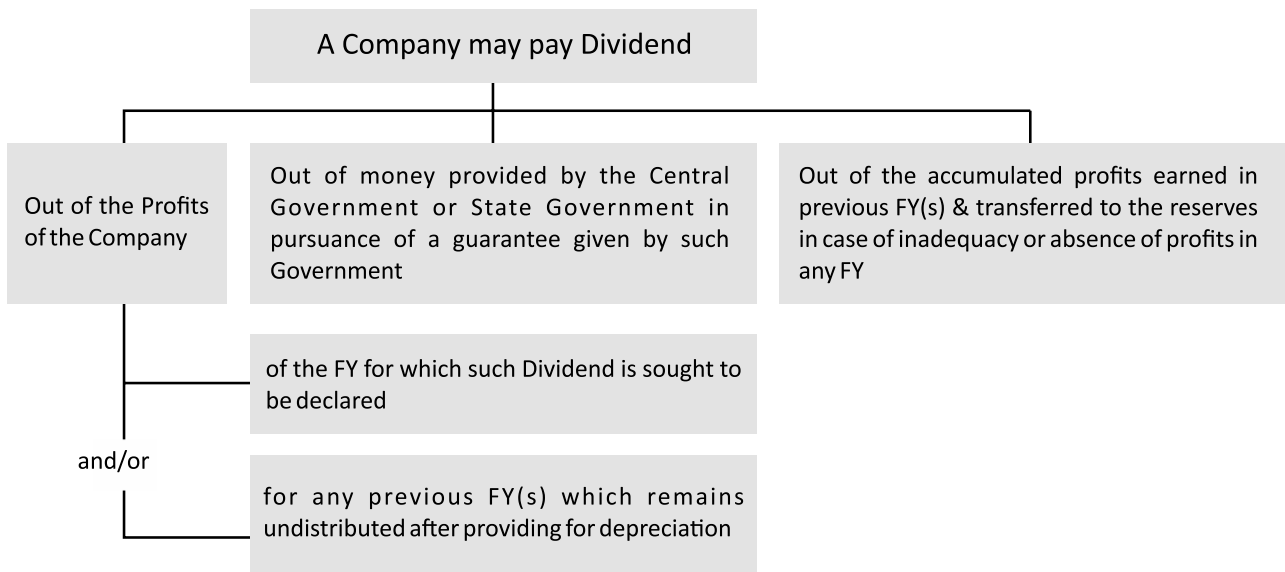 A Company may pay Dividend
Out of the Profits
of the Company
Out of money provided by the Central
Government or State Government in
pursuance of a guarantee given by such
Government
Out of the accumulated profits earned in
previous FY(s) & transferred to the reserves
in case of inadequacy or absence of profits in
any FY
of the FY for which such Dividend is sought to
be declared
and/or
for any previous FY(s) which remains
undistributed after providing for depreciation